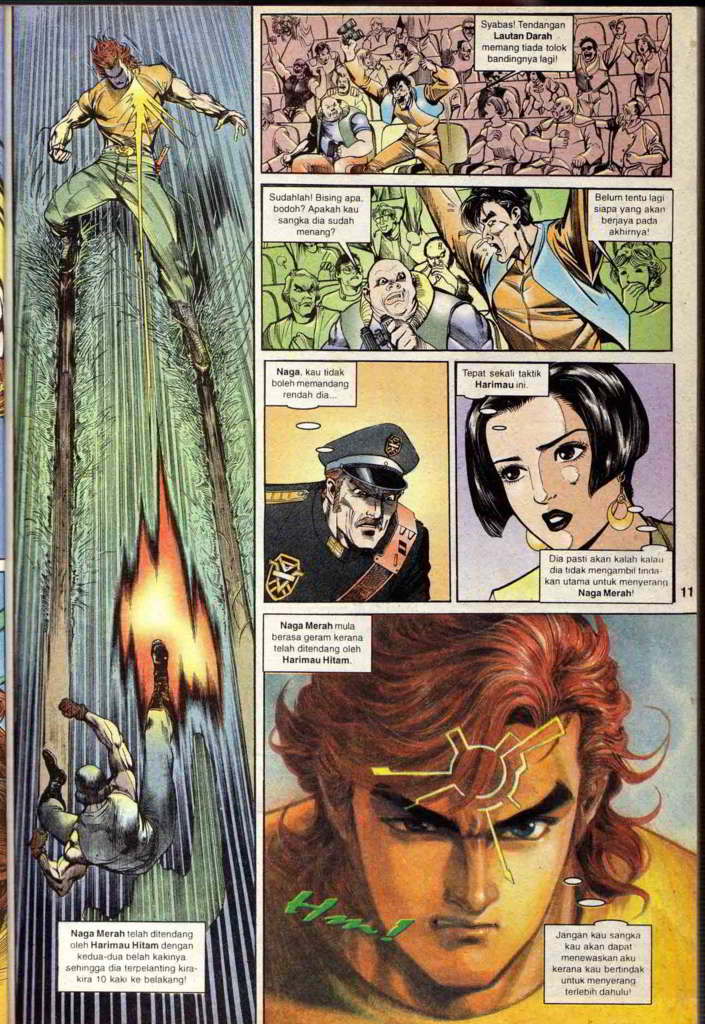 Naga Merah telah ditendang
oleh Harimau Hitam dengan
kedua-dua belah kakinya
sehingga dia terpelanting kira-
kira 10 kaki ke belakang!
Syabas! Tendangan
Lautan Darah
memang tiada tolok
bandingnya lagi!
Sudahlah! Bising apa,
bodoh? Apakah kau
sangka dia sudah
menang?
Belum tentu lagi
siapa yang akan
berjaya pada
akhirnya!
Naga, kau tidak
boleh memandang
rendah dia...
Tepat sekali taktik
Harimau ini.
Dia pasti akan kalah kalau
dia tidak mengambil tinda-
kan utama untuk menyerang
Naga Merah!
11
Naga Merah mula
berasa geram kerana
telah ditendang oleh
Harimau Hitam.
Hm!
Jangan kau sangka
kau akan dapat
menewaskan aku
kerana kau bertindak
untuk menyerang
terlebih dahulu!